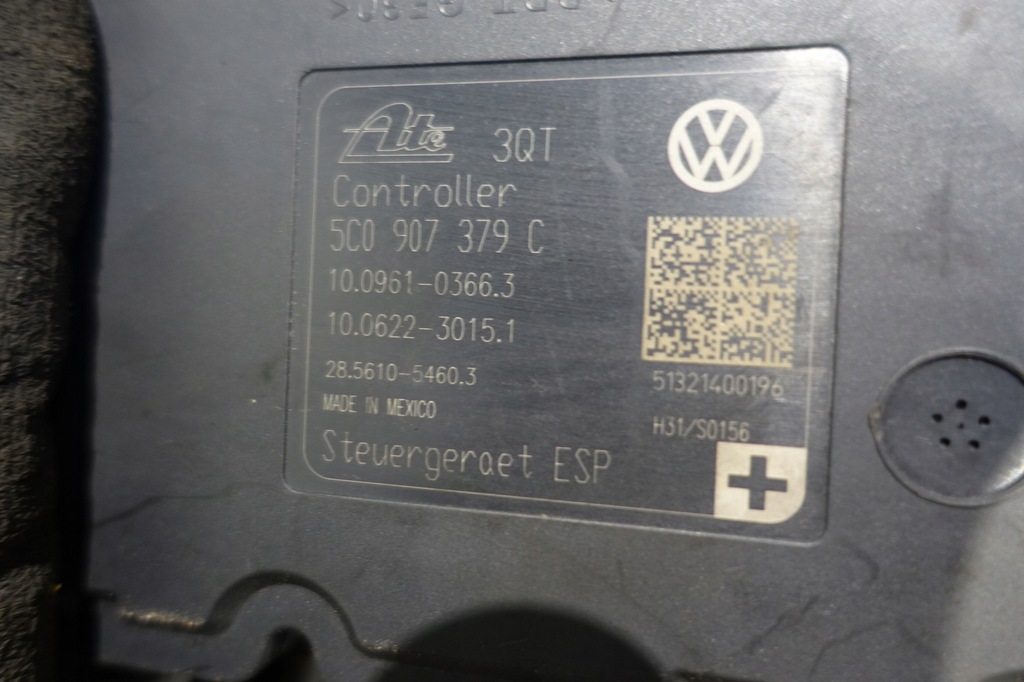 Ate 3QT
Controller
5C0 907 379 C
10.0961-0366.3
10.0622-3015.1
28.5610-5460.3
51321400196
MADE IN MEXICO
H31/S0156
Steuergeraet ESP